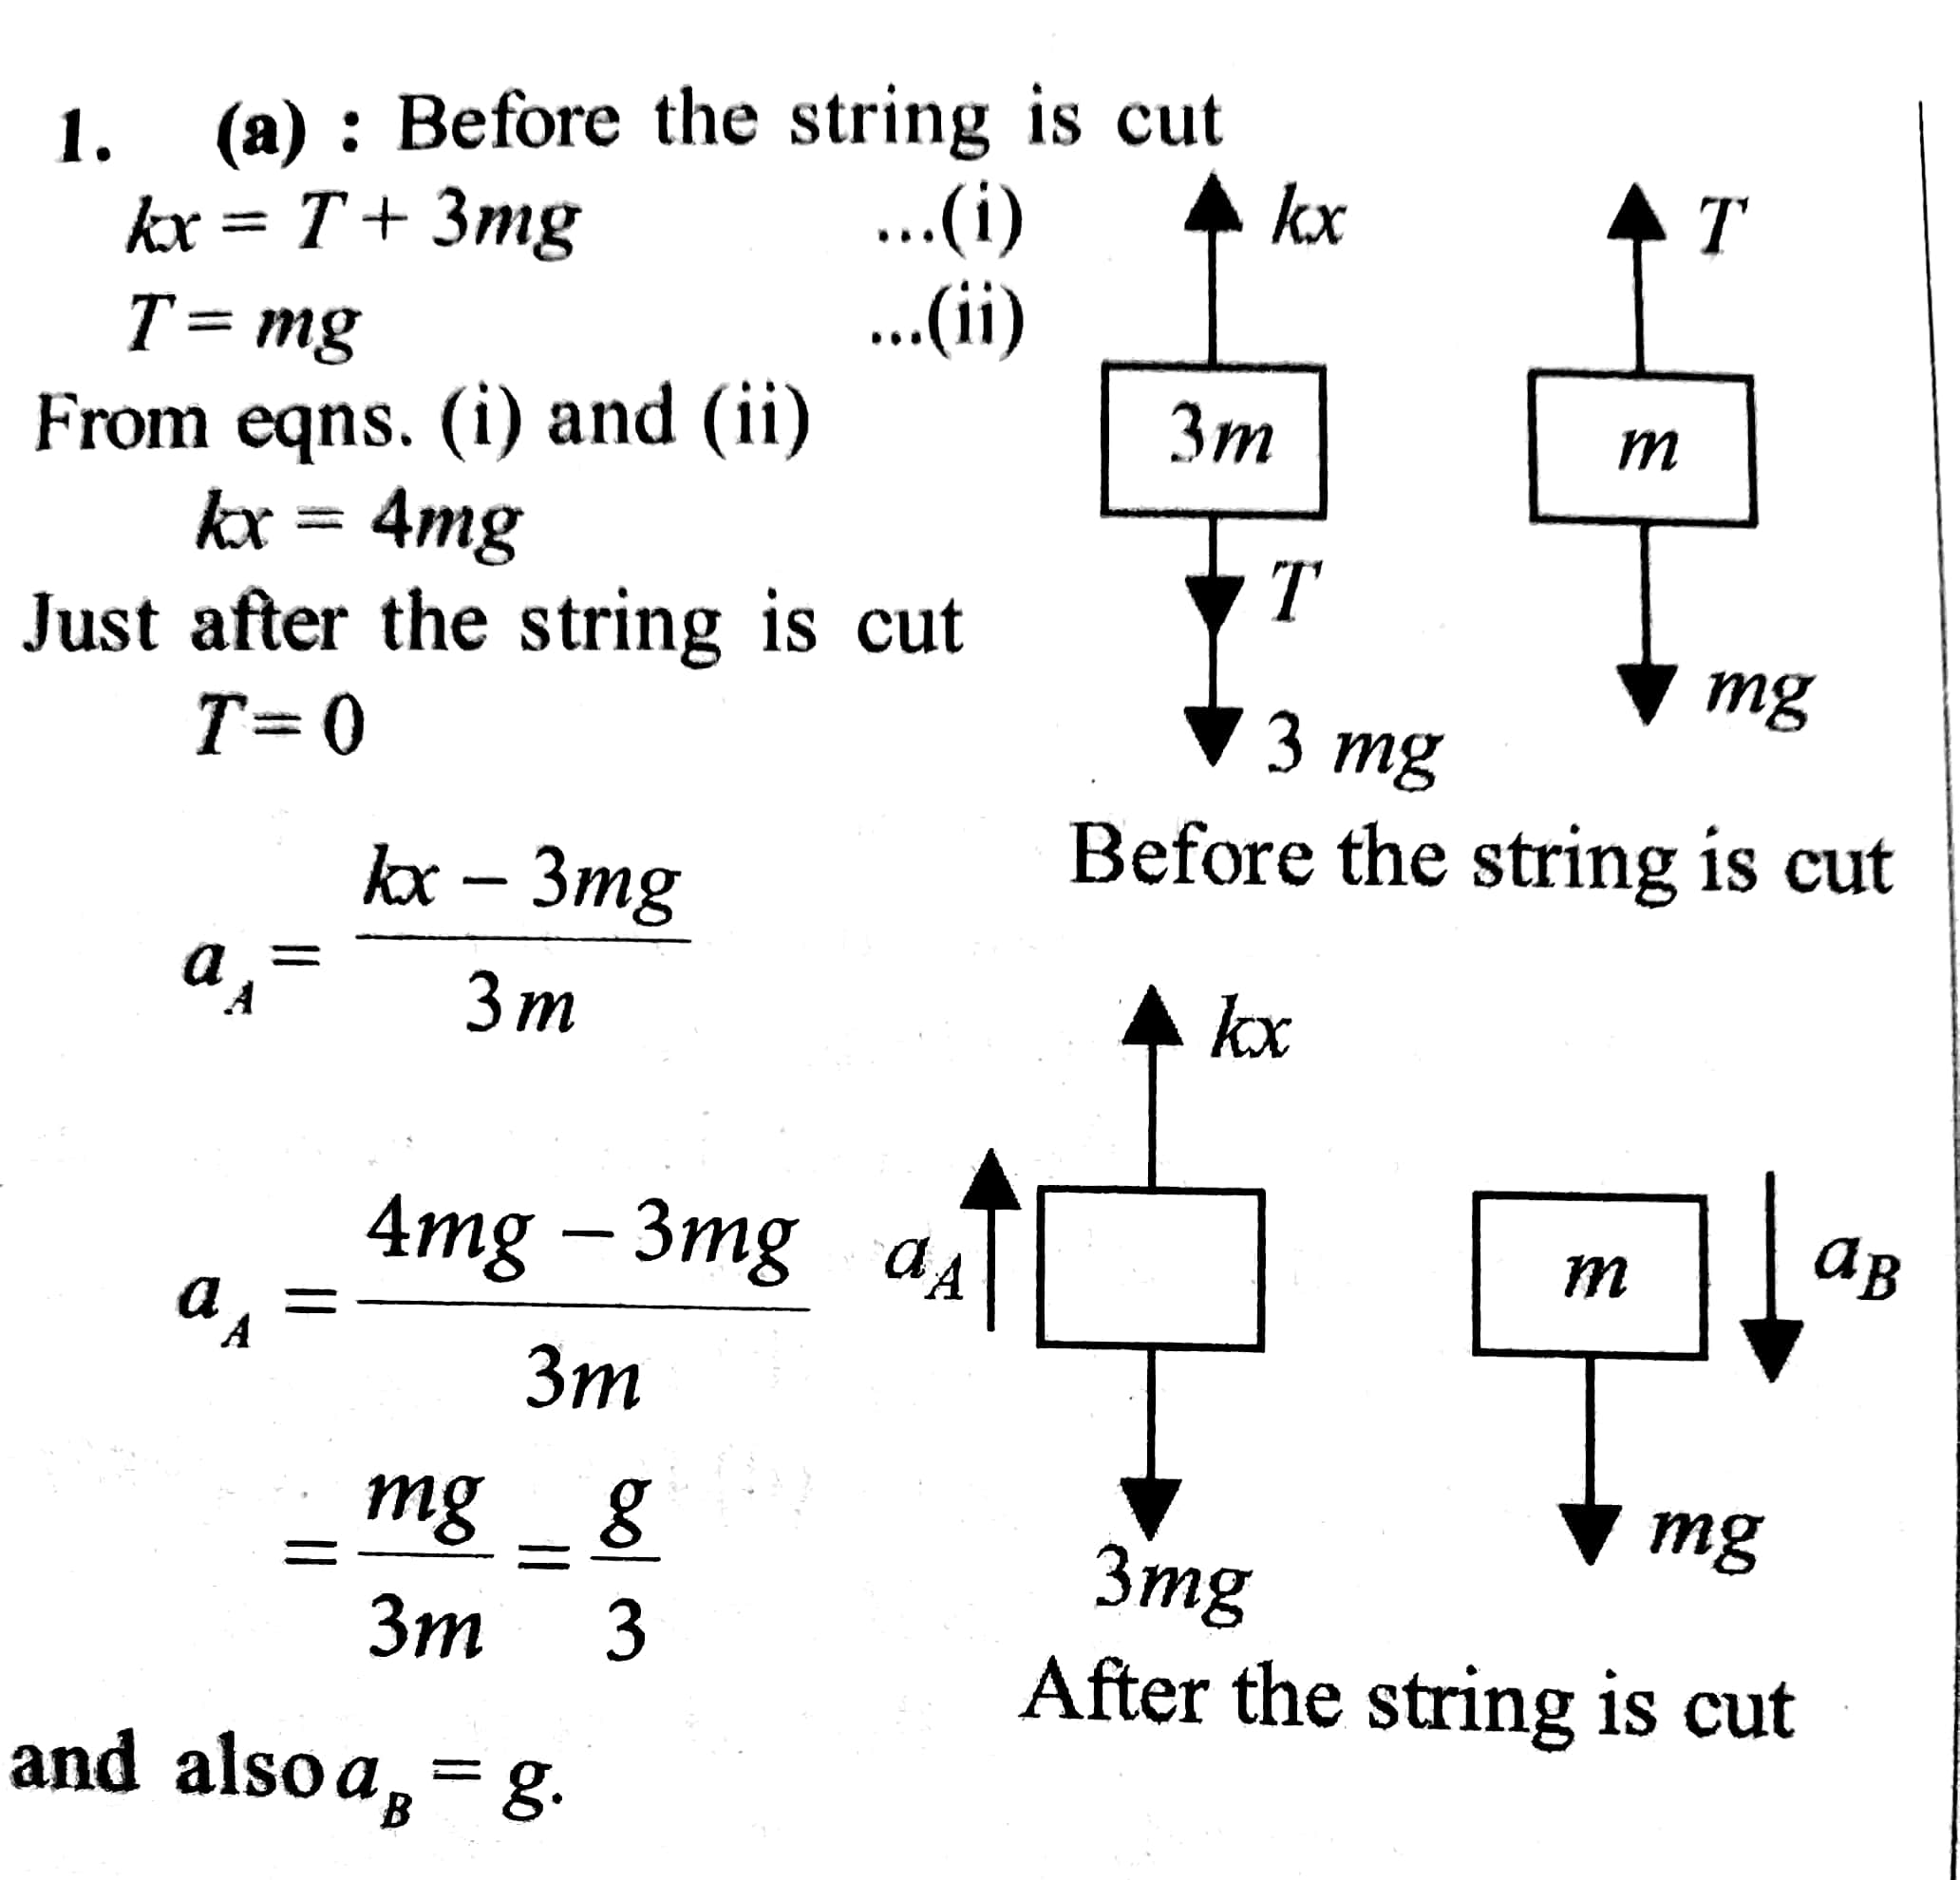 1. (a) : Before the string is cut
kx = T + 3mg ...(i)
T = mg ...(ii)
From eqns. (i) and (ii)
kx = 4mg
Just after the string is cut
T = 0
a_A = \frac{kx – 3mg}{3m}
a_A = \frac{4mg – 3mg}{3m}
= \frac{mg}{3m} = \frac{g}{3}
and also a_B = g.
kx
T
3m
m
T
mg
3 mg
Before the string is cut
kx
a_A
m
a_B
mg
3mg
After the string is cut